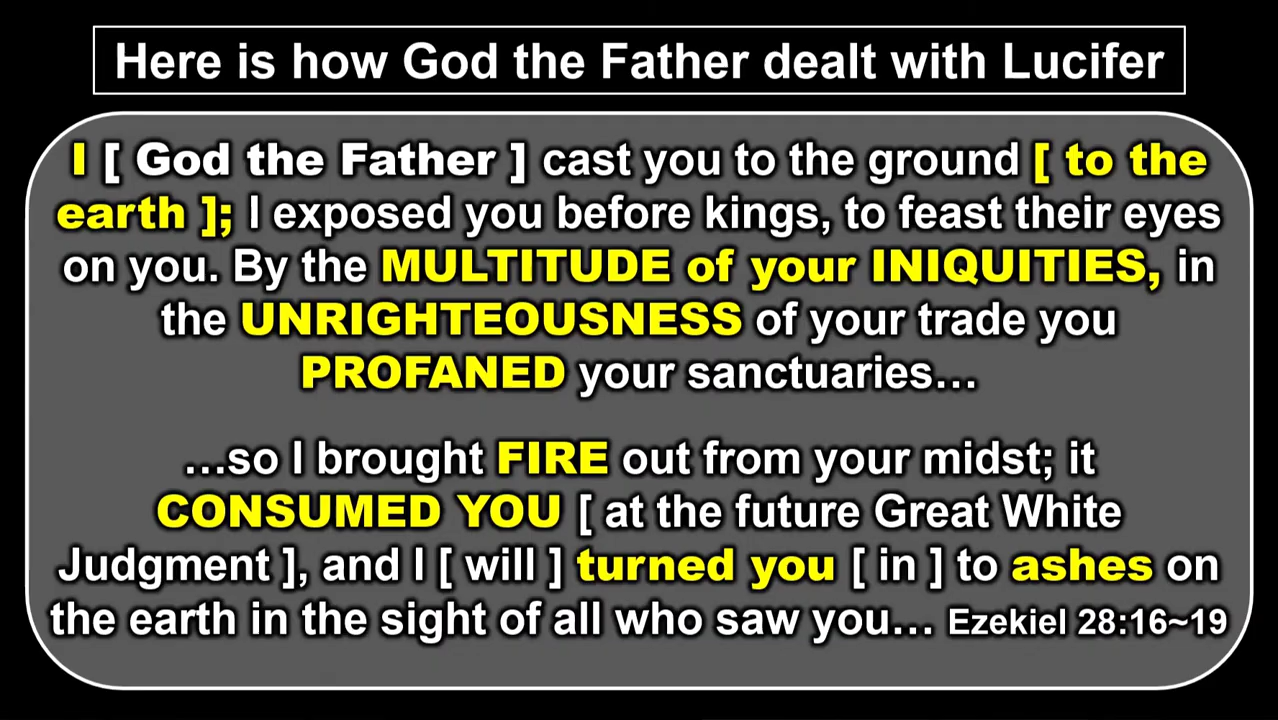 Here is how God the Father dealt with Lucifer
I [ God the Father ] cast you to the ground [ to the
earth ]; I exposed you before kings, to feast their eyes
on you. By the MULTITUDE of your INIQUITIES, in
the UNRIGHTEOUSNESS of your trade you
PROFANED your sanctuaries…
…so I brought FIRE out from your midst; it
CONSUMED YOU [ at the future Great White
Judgment ], and I [ will ] turned you [ in ] to ashes on
the earth in the sight of all who saw you… Ezekiel 28:16~19